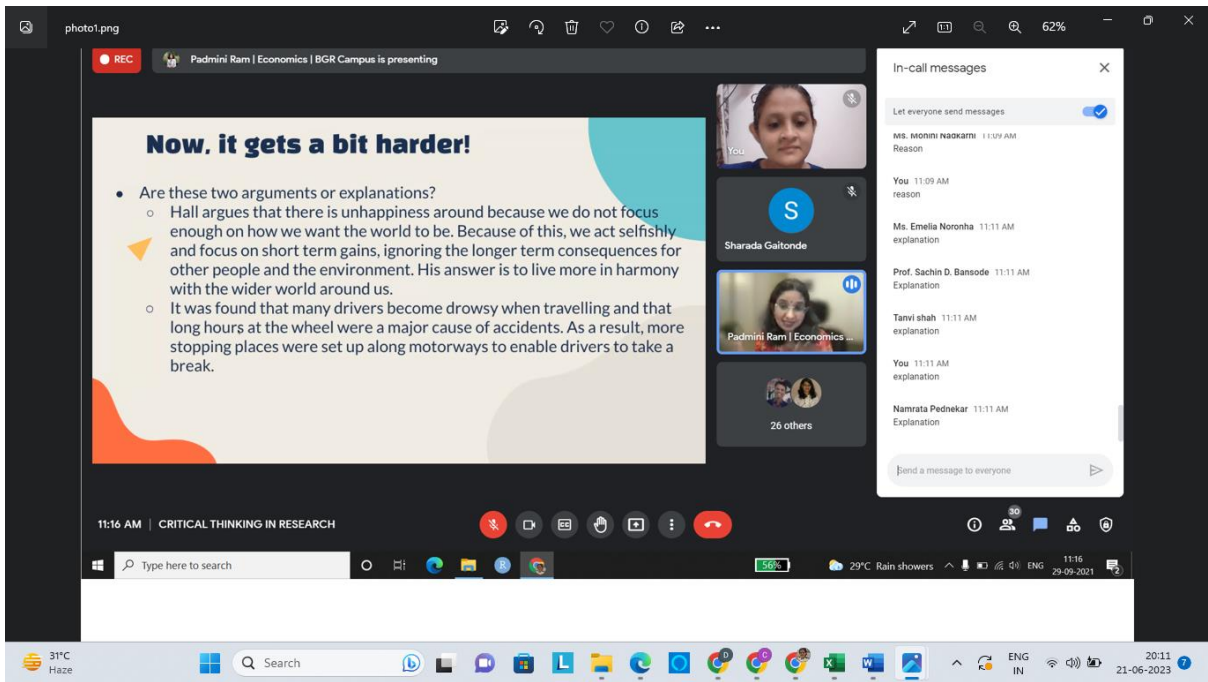 photo1.png
62%
REC
Padmini Ram | Economics | BGR Campus is presenting
Now, it gets a bit harder!
• Are these two arguments or explanations?
○ Hall argues that there is unhappiness around because we do not focus
enough on how we want the world to be. Because of this, we act selfishly
and focus on short term gains, ignoring the longer term consequences for
other people and the environment. His answer is to live more in harmony
with the wider world around us.
○ It was found that many drivers become drowsy when travelling and that
long hours at the wheel were a major cause of accidents. As a result, more
stopping places were set up along motorways to enable drivers to take a
break.
You
S
Sharada Gaitonde
Padmini Ram | Economics ...
26 others
In-call messages
Let everyone send messages
Ms. Mohini Nadkarni 11:09 AM
Reason
You 11:09 AM
reason
Ms. Emelia Noronha 11:11 AM
explanation
Prof. Sachin D. Bansode 11:11 AM
Explanation
Tanvi shah 11:11 AM
explanation
You 11:11 AM
explanation
Namrata Pednekar 11:11 AM
Explanation
Send a message to everyone
11:16 AM | CRITICAL THINKING IN RESEARCH
30
Type here to search
56%
29°C Rain showers
ENG
11:16
29-09-2021
2
31°C
Haze
Search
ENG
IN
20:11
21-06-2023
7